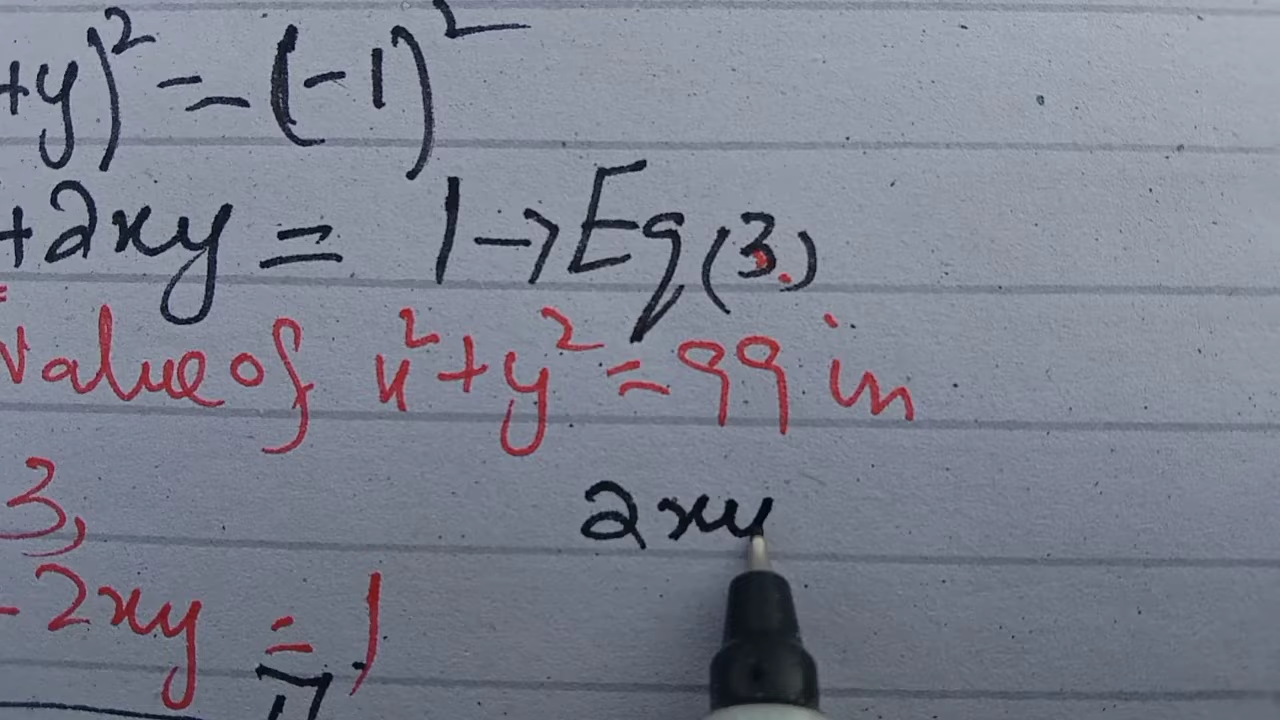 +y)² = (-1)²
+2xy = 1 → Eq(3.)
Value of x²+y² = 99 in
3,
2xy
-2xy = 1